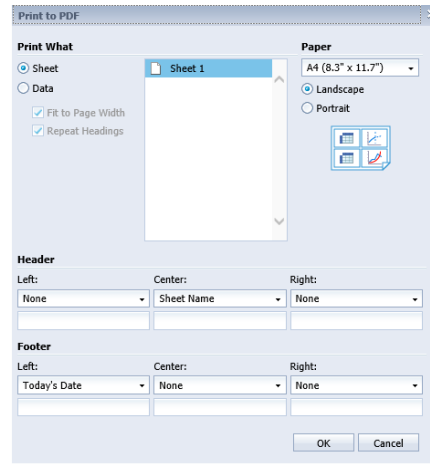 Print to PDF
Print What
Paper
Sheet
Sheet 1
A4 (8.3" x 11.7")
Data
Landscape
Fit to Page Width
Portrait
Repeat Headings
Header
Left:
Center:
Right:
None
Sheet Name
None
Footer
Left:
Center:
Right:
Today's Date
None
None
OK
Cancel